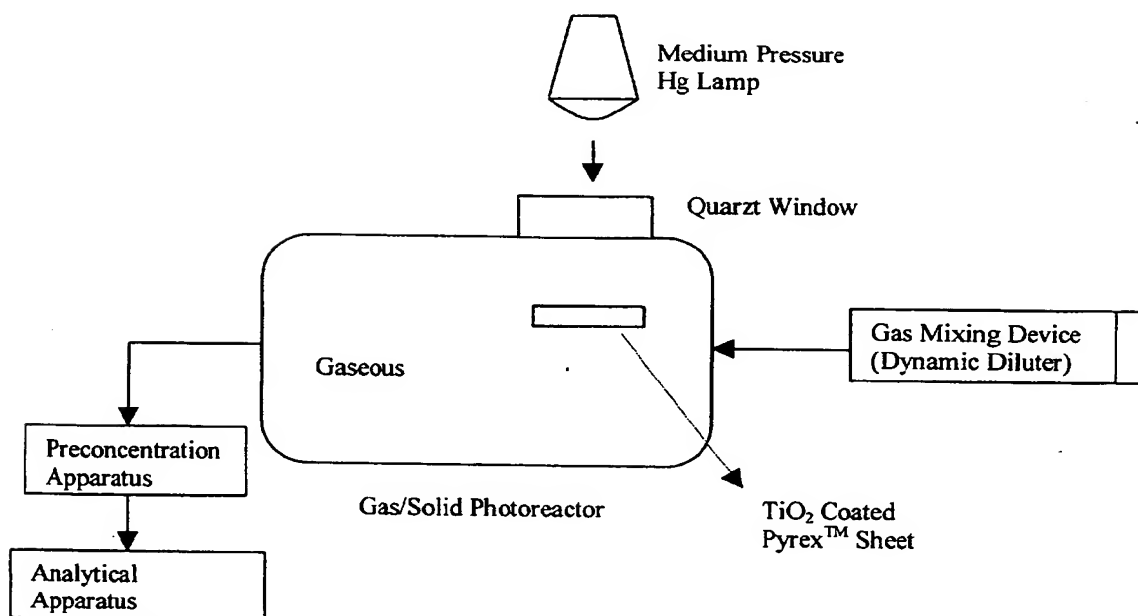 Medium Pressure
Hg Lamp
Quarzt Window
Gas Mixing Device
(Dynamic Diluter)
Gaseous
Preconcentration
Apparatus
Gas/Solid Photoreactor
TiO₂ Coated
Pyrex™ Sheet
Analytical
Apparatus